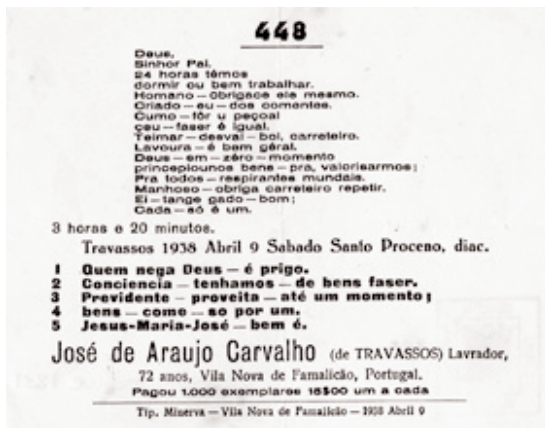 448
Deus,
Sinhor Pai.
24 horas têmos
dormir ou bem trabalhar.
Homano — obrigace ele mesmo.
Criado — eu — dos comentes.
Cumo — fôr u peçoal
ceu — faser é igual.
Teimar — desvai — boi, carreteiro.
Lavoura — é bem géral.
Deus — em — zéro — momento
princepiounos bens — pra, valorisarmos;
Pra todos — respirantes mundais.
Manhoso — obriga carreteiro repetir.
Ei — tange gado — bom;
Cada — só é um.
3 horas e 20 minutos.
Travassos 1938 Abril 9 Sabado Santo Proceno, diac.
1 Quem nega Deus — é prigo.
2 Conciencia — tenhamos — de bens faser.
3 Previdente — proveita — até um momento;
4 bens — como — so por um.
5 Jesus-Maria-José — bem é.
José de Araujo Carvalho (de TRAVASSOS) Lavrador,
72 anos, Vila Nova de Famalicão, Portugal.
Pagou 1.000 exemplares 16$00 um a cada
Tip. Minerva — Vila Nova de Famalicão — 1938 Abril 9